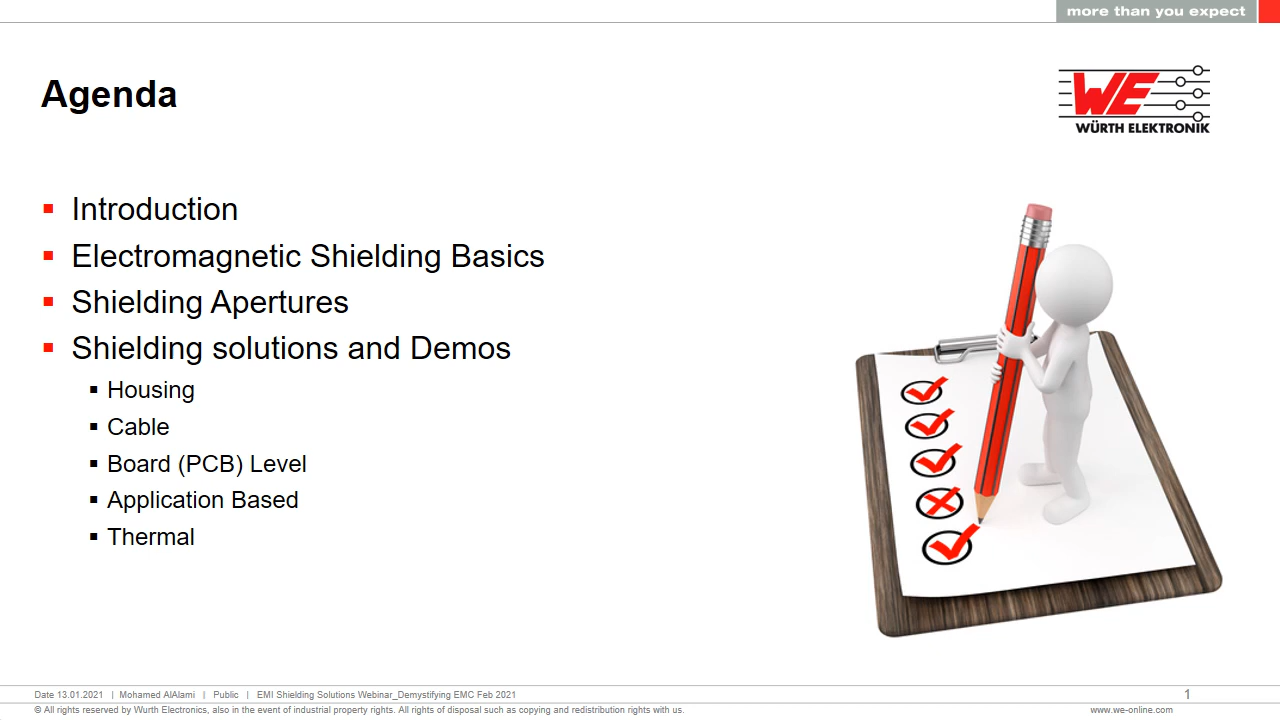 more than you expect
Agenda
WE
WÜRTH ELEKTRONIK
Introduction
Electromagnetic Shielding Basics
Shielding Apertures
Shielding solutions and Demos
Housing
Cable
Board (PCB) Level
Application Based
Thermal
Date 13.01.2021 | Mohamed AlAlami | Public | EMI Shielding Solutions Webinar_Demystifying EMC Feb 2021
1
© All rights reserved by Wurth Electronics, also in the event of industrial property rights. All rights of disposal such as copying and redistribution rights with us.
www.we-online.com